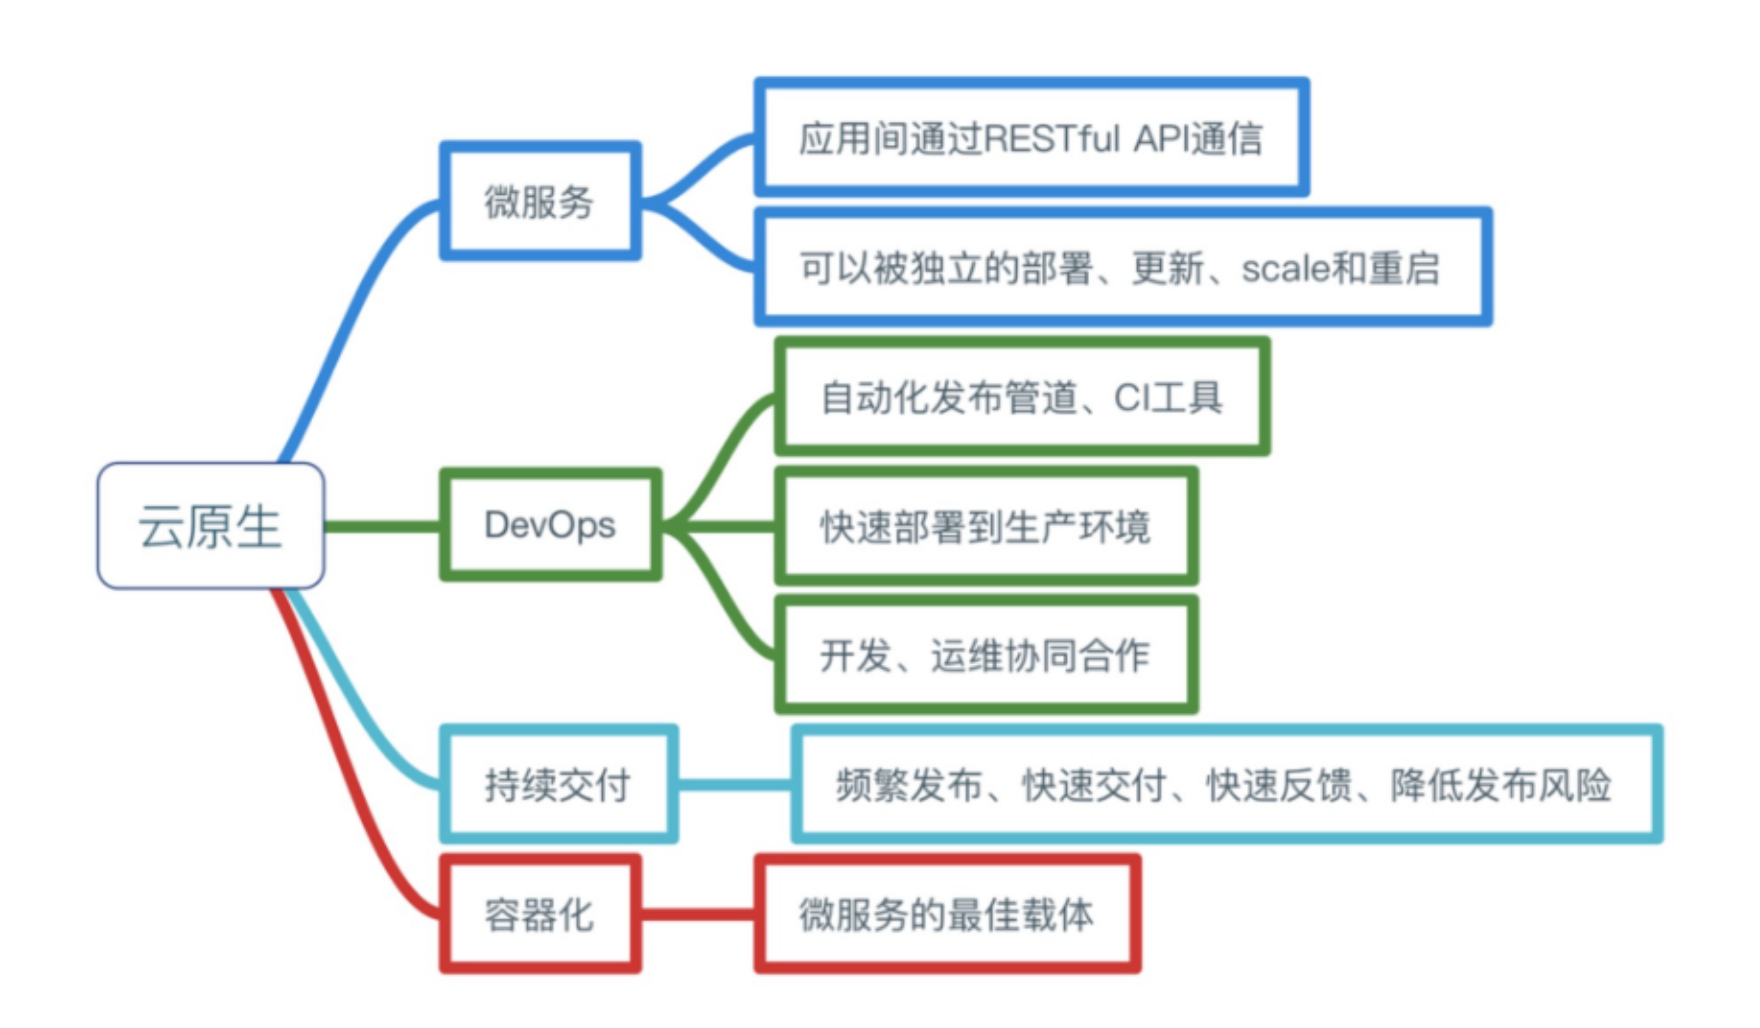 云原生
微服务
应用间通过RESTful API通信
可以被独立的部署、更新、scale和重启
DevOps
自动化发布管道、CI工具
快速部署到生产环境
开发、运维协同合作
持续交付
频繁发布、快速交付、快速反馈、降低发布风险
容器化
微服务的最佳载体